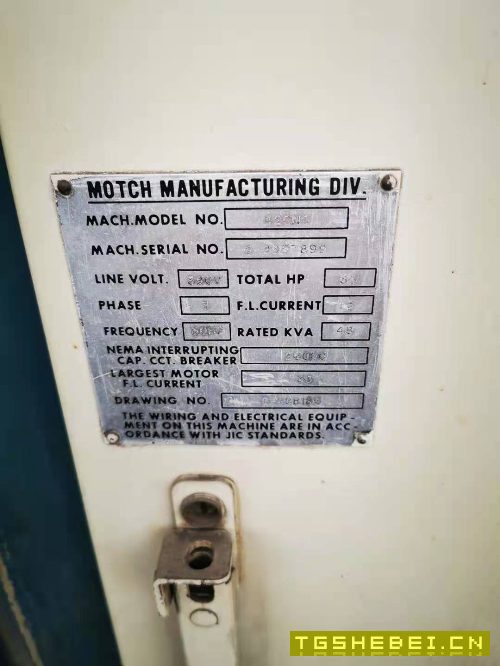 MOTCH MANUFACTURING DIV.
MACH.MODEL NO.
MACH.SERIAL NO.
LINE VOLT. TOTAL HP
PHASE F.L.CURRENT
FREQUENCY RATED KVA 45
NEMA INTERRUPTING
CAP. CCT. BREAKER
LARGEST MOTOR
F.L. CURRENT
DRAWING NO.
THE WIRING AND ELECTRICAL EQUIP-
MENT ON THIS MACHINE ARE IN ACC-
ORDANCE WITH JIC STANDARDS.
TGSHEBEI.CN